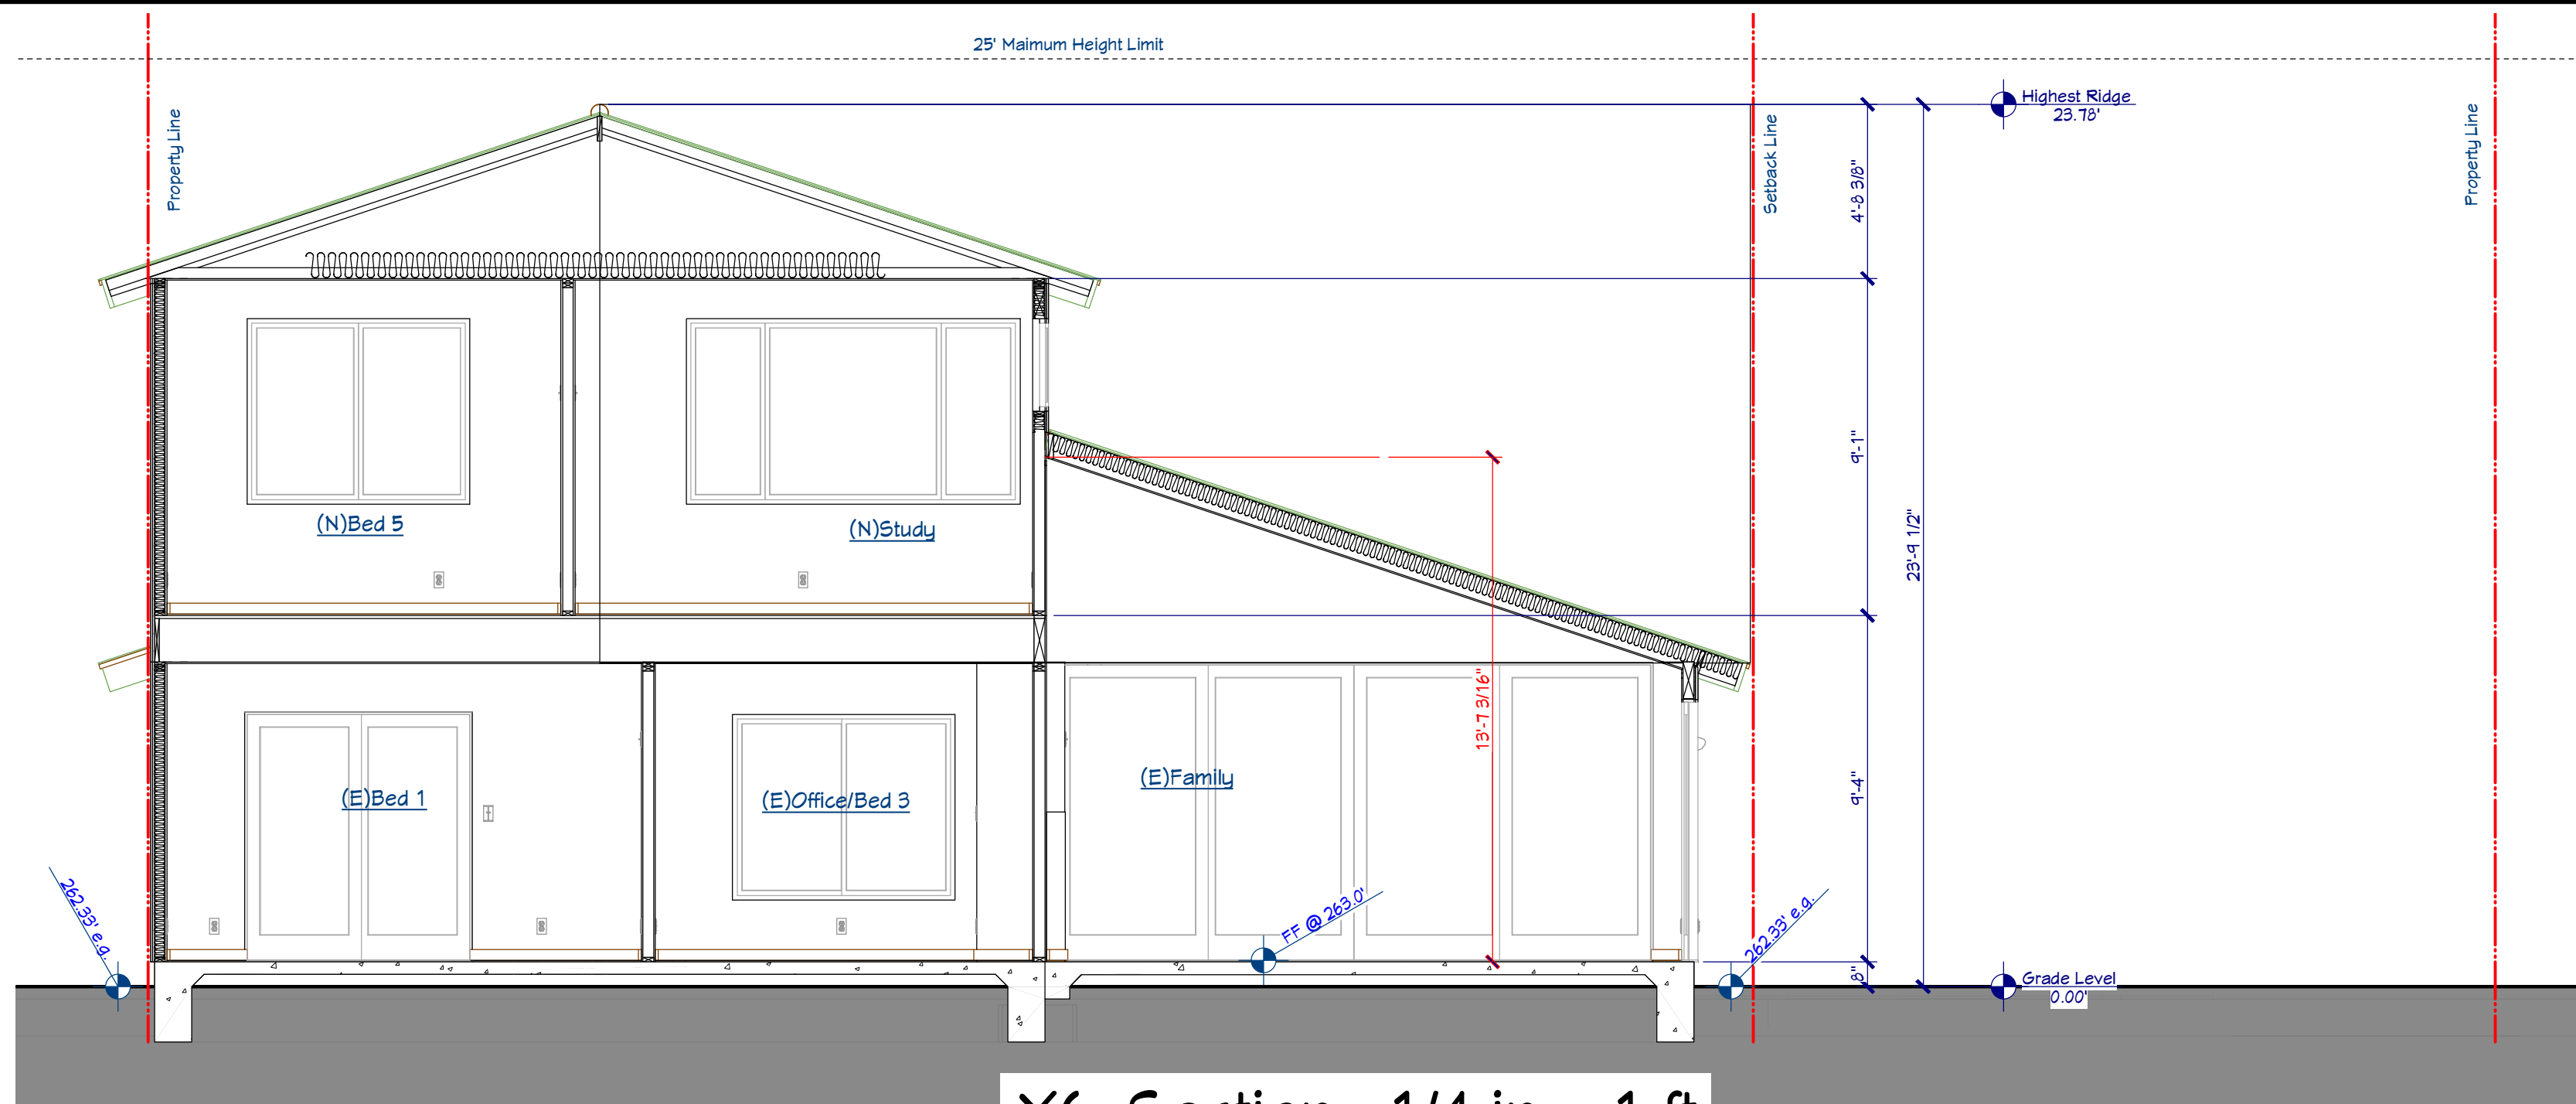 25' Maimum Height Limit
Property Line
Highest Ridge
23.78'
Setback Line
Property Line
4'-8 3/8"
9'-1"
23'-9 1/2"
(N)Bed 5
(N)Study
13'-7 3/16"
(E)Bed 1
(E)Office/Bed 3
(E)Family
9'-4"
262.33' e.g.
FF @ 263.0'
262.33' e.g.
8"
Grade Level
0.00'